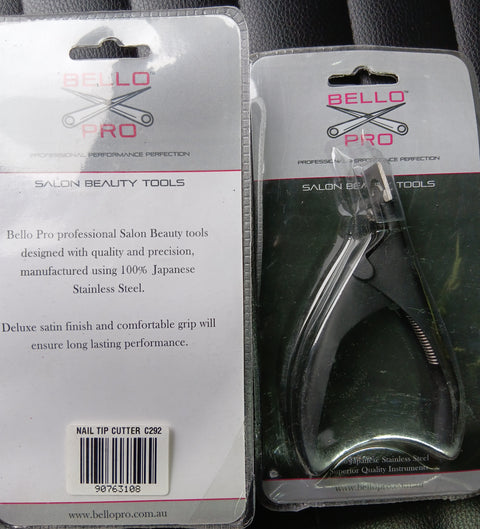 BELLO™
PRO
PROFESSIONAL PERFORMANCE PERFECTION
SALON BEAUTY TOOLS
Bello Pro professional Salon Beauty tools
designed with quality and precision,
manufactured using 100% Japanese
Stainless Steel.
Deluxe satin finish and comfortable grip will
ensure long lasting performance.
NAIL TIP CUTTER C292
90763108
www.bellopro.com.au
BELLO™
PRO
PROFESSIONAL PERFORMANCE PERFECTION
SALON BEAUTY TOOLS
Japanese Stainless Steel
Superior Quality Instruments
www.bellopro.com.au